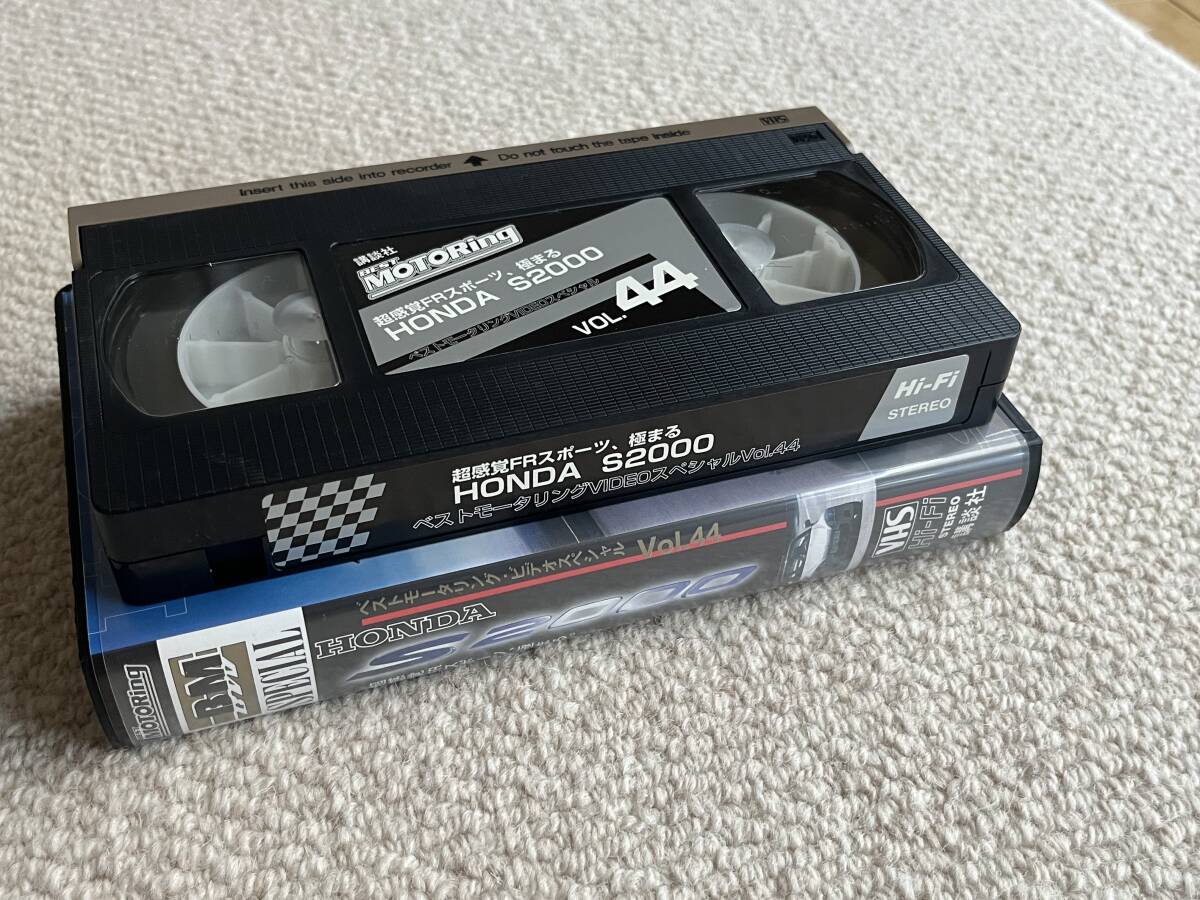 Insert this side into recorder ↑ Do not touch the tape inside
VHS
講談社
BEST
MOTORing
超感覚FRスポーツ、極まる
HONDA S2000
ベストモータリングVIDEOスペシャル
VOL.44
Hi-Fi
STEREO
超感覚FRスポーツ、極まる
HONDA S2000
ベストモータリングVIDEOスペシャルVol.44
ベストモータリング・ビデオスペシャル Vol.44
HONDA
S2000
MOTORing
SPECIAL
VHS
Hi-Fi
STEREO
講談社